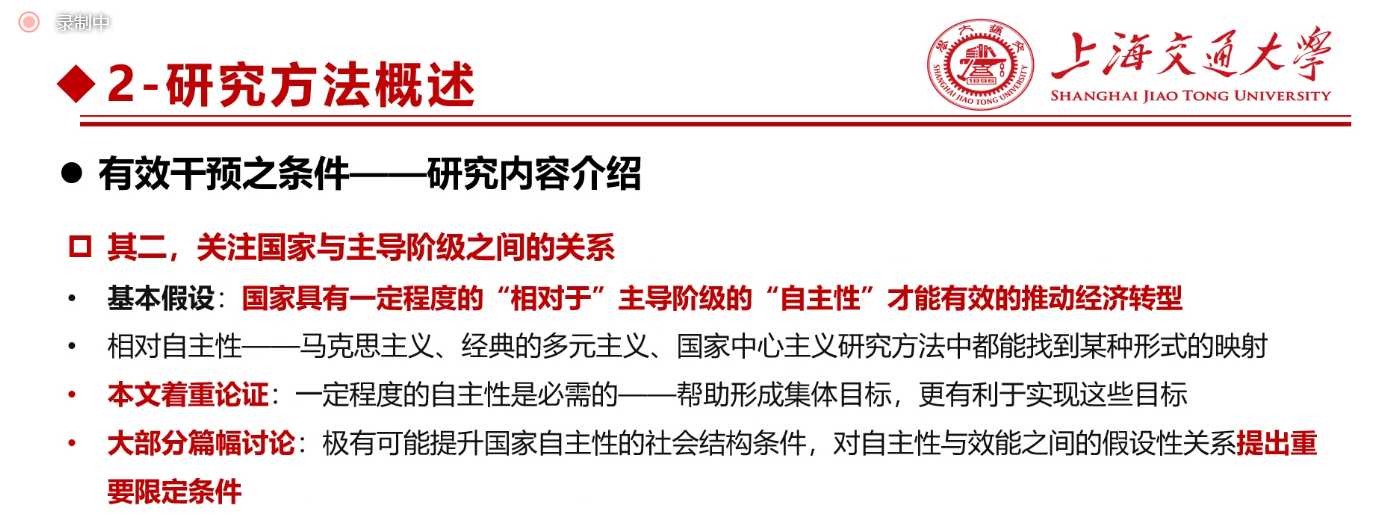 录制中
上海交通大学
SHANGHAI JIAO TONG UNIVERSITY
1896
SHANGHAI JIAO TONG UNIVERSITY
◆2-研究方法概述
● 有效干预之条件——研究内容介绍
其二，关注国家与主导阶级之间的关系
• 基本假设：国家具有一定程度的“相对于”主导阶级的“自主性”才能有效的推动经济转型
• 相对自主性——马克思主义、经典的多元主义、国家中心主义研究方法中都能找到某种形式的映射
• 本文着重论证：一定程度的自主性是必需的——帮助形成集体目标，更有利于实现这些目标
• 大部分篇幅讨论：极有可能提升国家自主性的社会结构条件，对自主性与效能之间的假设性关系提出重
要限定条件